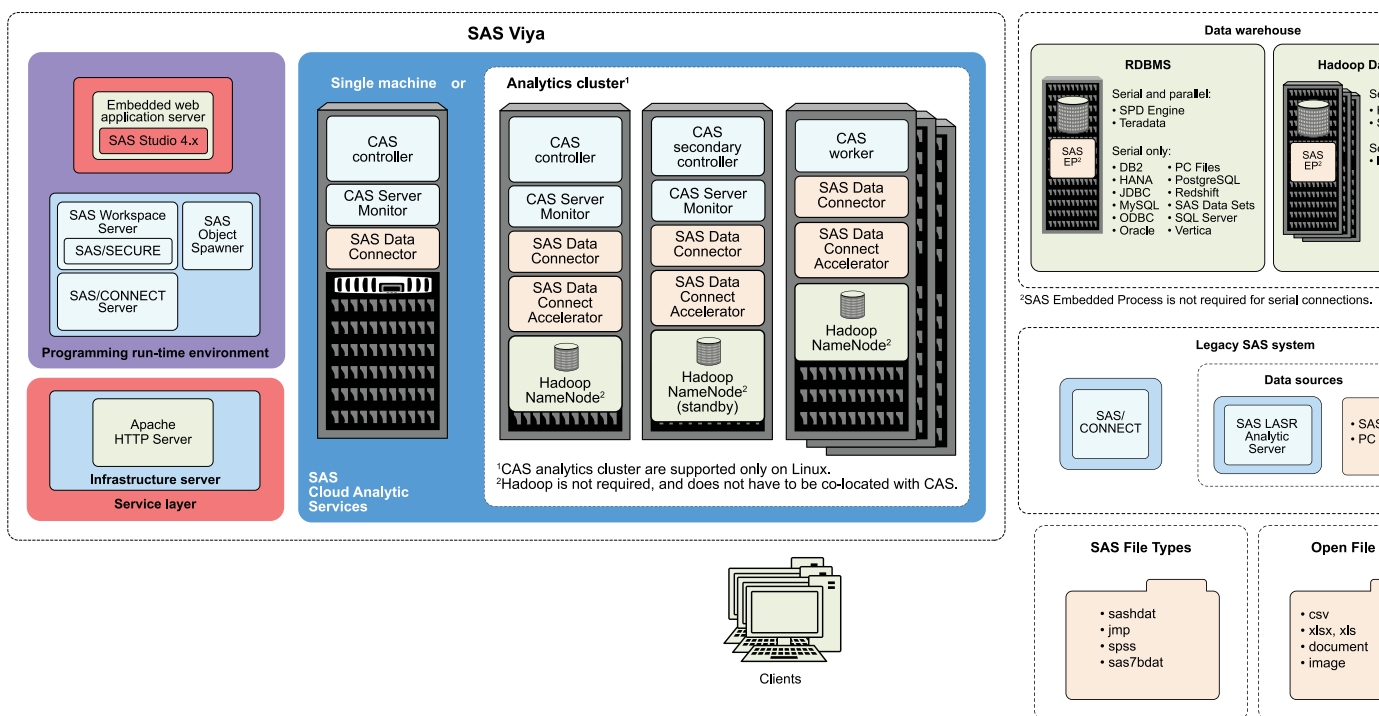 SAS Viya
Embedded web
application server
SAS Studio 4.x
SAS Workspace
Server
SAS/SECURE
SAS
Object
Spawner
SAS/CONNECT
Server
Programming run-time environment
Apache
HTTP Server
Infrastructure server
Service layer
Single machine or
CAS
controller
CAS Server
Monitor
SAS Data
Connector
SAS
Cloud Analytic
Services
Analytics cluster¹
CAS
controller
CAS Server
Monitor
SAS Data
Connector
SAS Data
Connect
Accelerator
Hadoop
NameNode²
CAS
secondary
controller
CAS Server
Monitor
SAS Data
Connector
SAS Data
Connect
Accelerator
Hadoop
NameNode²
(standby)
CAS
worker
SAS Data
Connector
SAS Data
Connect
Accelerator
Hadoop
NameNode²
¹CAS analytics cluster are supported only on Linux.
²Hadoop is not required, and does not have to be co-located with CAS.
Clients
Data warehouse
RDBMS
SAS
EP²
Serial and parallel:
• SPD Engine
• Teradata
Serial only:
• DB2
• HANA
• JDBC
• MySQL
• ODBC
• Oracle
• PC Files
• PostgreSQL
• Redshift
• SAS Data Sets
• SQL Server
• Vertica
Hadoop Da
SAS
EP²
²SAS Embedded Process is not required for serial connections.
Legacy SAS system
SAS/
CONNECT
Data sources
SAS LASR
Analytic
Server
• SAS
• PC
SAS File Types
• sashdat
• jmp
• spss
• sas7bdat
Open File
• csv
• xlsx, xls
• document
• image